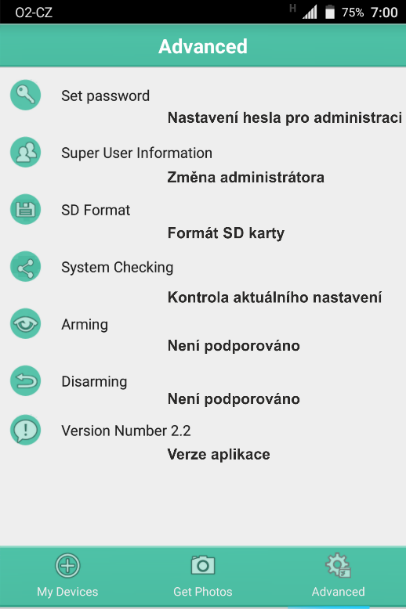 O2-CZ H 75% 7:00
Advanced
Set password
Nastavení hesla pro administraci
Super User Information
Změna administrátora
SD Format
Formát SD karty
System Checking
Kontrola aktuálního nastavení
Arming
Není podporováno
Disarming
Není podporováno
Version Number 2.2
Verze aplikace
My Devices Get Photos Advanced